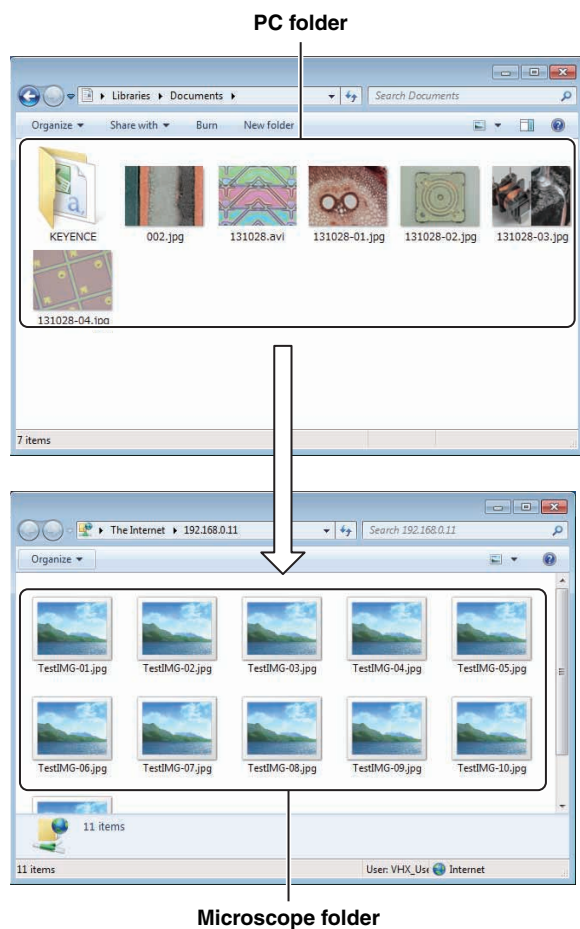 PC folder
Libraries ▸ Documents ▸ Search Documents
Organize ▾ Share with ▾ Burn New folder
KEYENCE 002.jpg 131028.avi 131028-01.jpg 131028-02.jpg 131028-03.jpg
131028-04.jpg
7 items
The Internet ▸ 192.168.0.11 Search 192.168.0.11
Organize ▾
TestIMG-01.jpg TestIMG-02.jpg TestIMG-03.jpg TestIMG-04.jpg TestIMG-05.jpg
TestIMG-06.jpg TestIMG-07.jpg TestIMG-08.jpg TestIMG-09.jpg TestIMG-10.jpg
11 items
11 items User: VHX_Use Internet
Microscope folder